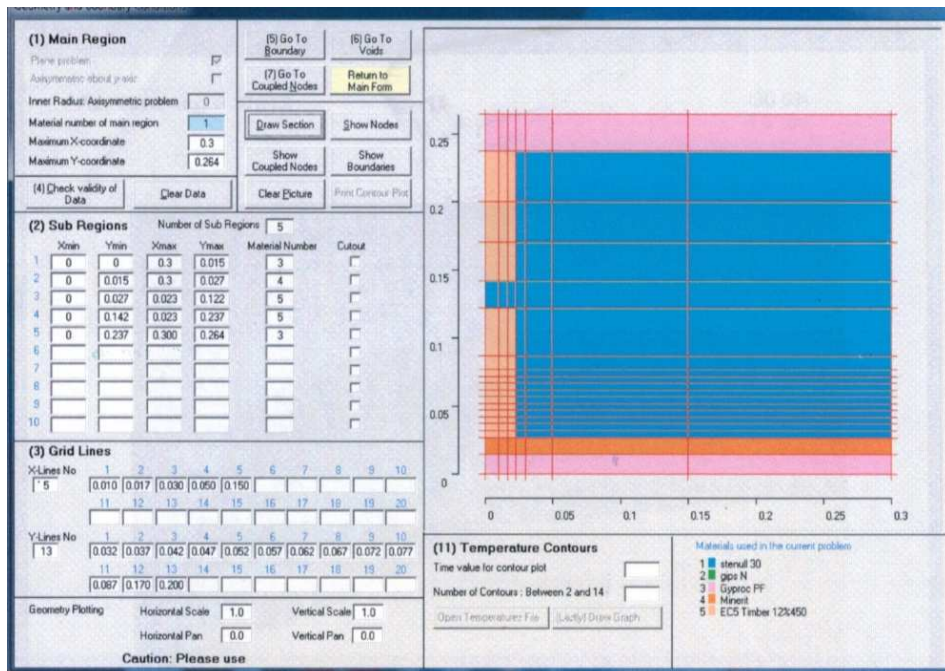 Geometry and Boundary Conditions
(1) Main Region
Plane problem
Axisymmetric about y-axis
Inner Radius: Axisymmetric problem 0
Material number of main region 1
Maximum X-coordinate 0.3
Maximum Y-coordinate 0.264
(4) Check validity of Data
Clear Data
(5) Go To Boundary
(6) Go To Voids
(7) Go To Coupled Nodes
Return to Main Form
Draw Section
Show Nodes
Show Coupled Nodes
Show Boundaries
Clear Picture
Print Contour Plot
(2) Sub Regions Number of Sub Regions 5
Xmin Ymin Xmax Ymax Material Number Cutout
1 0 0 0.3 0.015 3
2 0 0.015 0.3 0.027 4
3 0 0.027 0.023 0.122 5
4 0 0.142 0.023 0.237 5
5 0 0.237 0.300 0.264 3
6
7
8
9
10
(3) Grid Lines
X-Lines No 1 2 3 4 5 6 7 8 9 10
5 0.010 0.017 0.030 0.050 0.150
11 12 13 14 15 16 17 18 19 20
Y-Lines No 1 2 3 4 5 6 7 8 9 10
13 0.032 0.037 0.042 0.047 0.052 0.057 0.062 0.067 0.072 0.077
11 12 13 14 15 16 17 18 19 20
0.087 0.170 0.200
Geometry Plotting Horizontal Scale 1.0 Vertical Scale 1.0
Horizontal Pan 0.0 Vertical Pan 0.0
Caution: Please use
0.25
0.2
0.15
0.1
0.05
0
0 0.05 0.1 0.15 0.2 0.25 0.3
(11) Temperature Contours
Time value for contour plot
Number of Contours : Between 2 and 14
Open Temperatures File
(Lastly) Draw Graph
Materials used in the current problem
1 stenull 30
2 gips N
3 Gyproc PF
4 Minerit
5 EC5 Timber 12%450